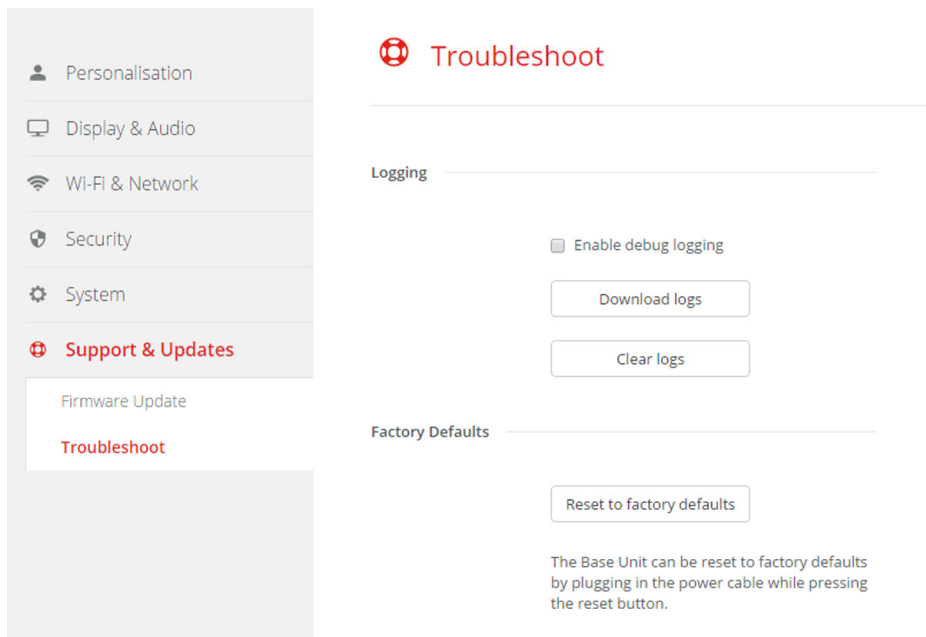 Personalisation
Display & Audio
Wi-Fi & Network
Security
System
Support & Updates
Firmware Update
Troubleshoot
Troubleshoot
Logging
Enable debug logging
Download logs
Clear logs
Factory Defaults
Reset to factory defaults
The Base Unit can be reset to factory defaults
by plugging in the power cable while pressing
the reset button.